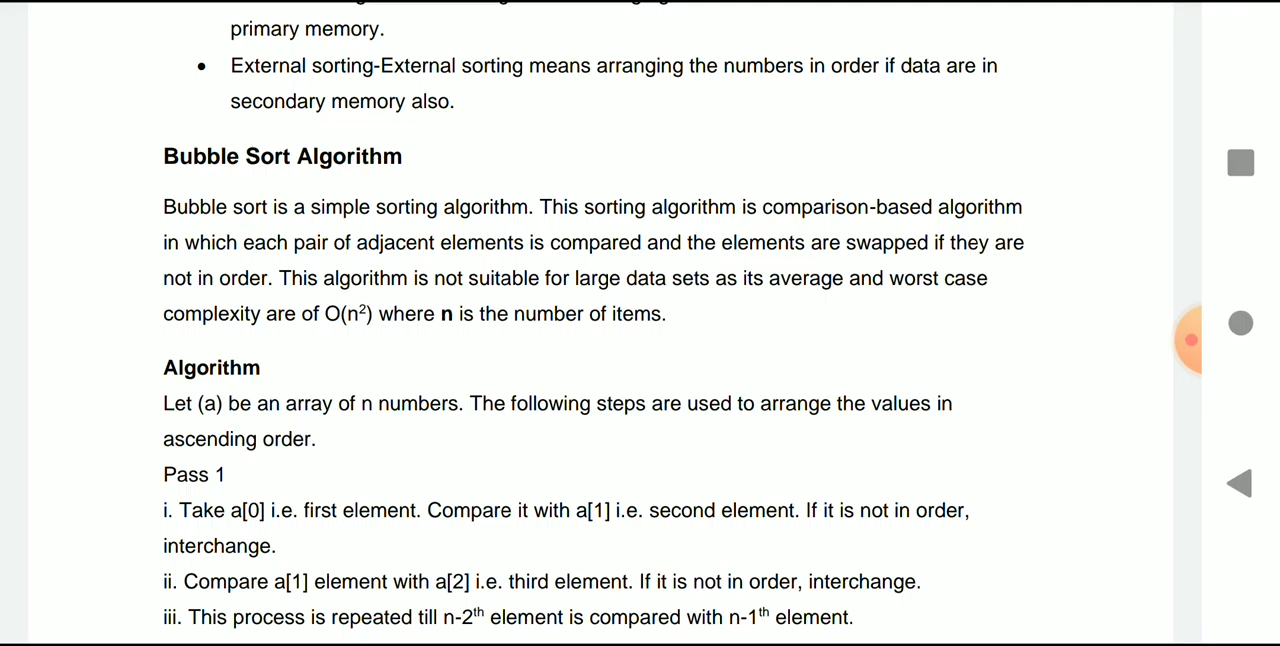 primary memory.
• External sorting-External sorting means arranging the numbers in order if data are in
secondary memory also.
Bubble Sort Algorithm
Bubble sort is a simple sorting algorithm. This sorting algorithm is comparison-based algorithm
in which each pair of adjacent elements is compared and the elements are swapped if they are
not in order. This algorithm is not suitable for large data sets as its average and worst case
complexity are of O(n²) where n is the number of items.
Algorithm
Let (a) be an array of n numbers. The following steps are used to arrange the values in
ascending order.
Pass 1
i. Take a[0] i.e. first element. Compare it with a[1] i.e. second element. If it is not in order,
interchange.
ii. Compare a[1] element with a[2] i.e. third element. If it is not in order, interchange.
iii. This process is repeated till n-2th element is compared with n-1th element.